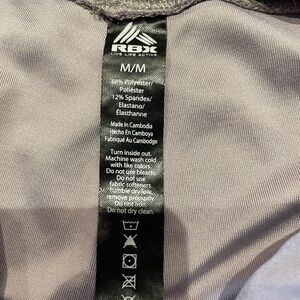 RBX
LIVE LIFE ACTIVE
M/M
88% Polyester/
Poliéster
12% Spandex/
Elastano/
Élasthanne
Made in Cambodia
Hecho En Camboya
Fabriqué Au Cambodge
Turn Inside out.
Machine wash cold
with like colors.
Do not use bleach.
Do not use
fabric softeners.
Tumble dry low,
remove promptly.
Do not iron.
Do not dry clean.